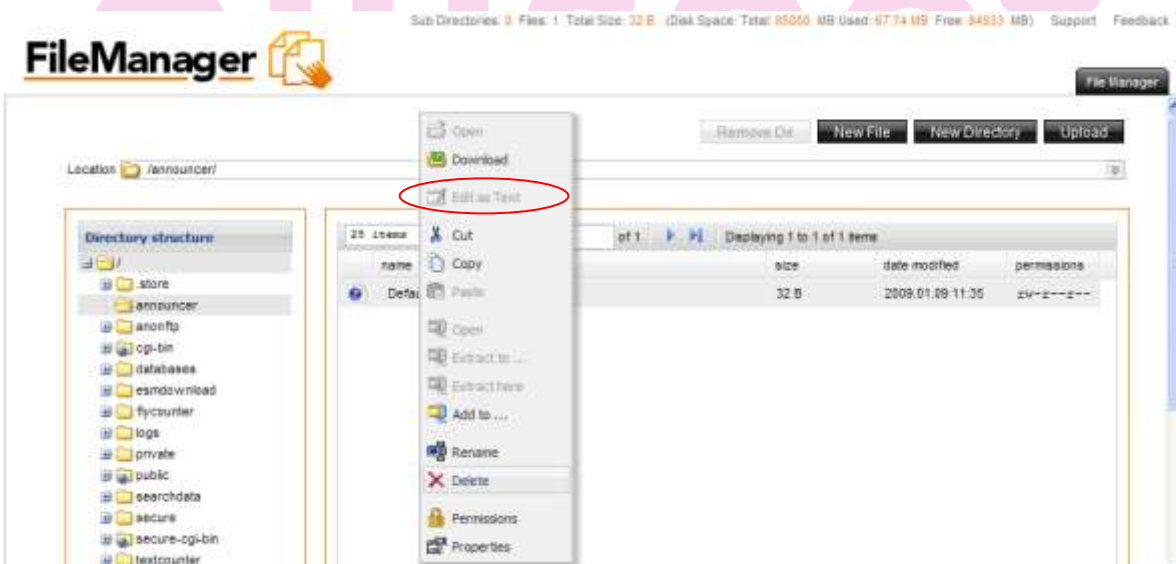 Sub Directories: 0 Files: 1 Total Size: 32 B (Disk Space: Total: 85000 MB Used: 67.74 MB Free: 84933 MB) Support Feedback
FileManager
File Manager
Remove Dir New File New Directory Upload
Location /announcer/
Open
Download
Edit as Text
Cut
Copy
Paste
Open
Extract to ...
Extract here
Add to ....
Rename
Delete
Permissions
Properties
Directory structure
/
.store
announcer
anonftp
cgi-bin
databases
esmdownload
flycounter
logs
private
public
searchdata
secure
secure-cgi-bin
textcounter
25 items of 1 Displaying 1 to 1 of 1 items
name size date modified permissions
Defau 32 B 2009.01.09 11:35 rw-r--r--